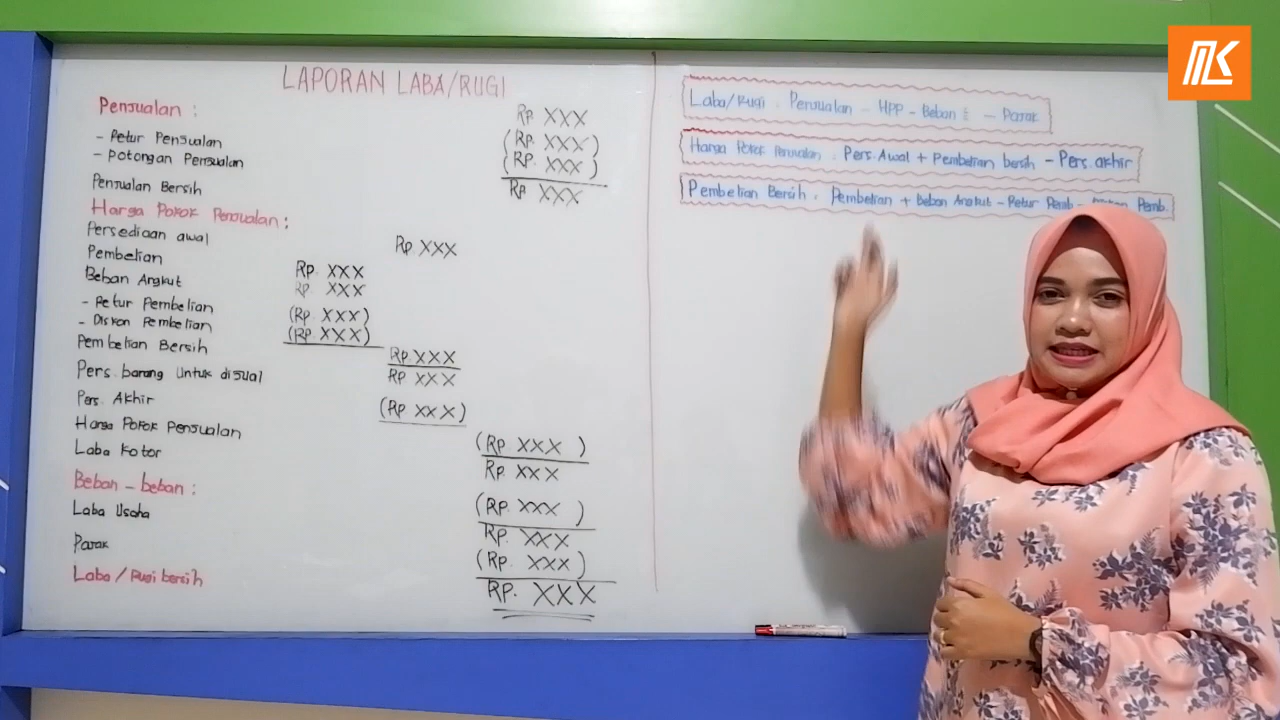 LAPORAN LABA/RUGI
Penjualan : Rp. XXX
- Retur Penjualan (Rp. XXX)
- Potongan Penjualan (Rp. XXX)
Penjualan Bersih Rp XXX
Harga Pokok Penjualan :
Persediaan awal Rp. XXX
Pembelian Rp. XXX
Beban Angkut Rp. XXX
- Retur Pembelian (Rp. XXX)
- Diskon Pembelian (Rp. XXX)
Pembelian Bersih Rp. XXX
Pers. barang Untuk dijual Rp XXX
Pers. Akhir (Rp XXX)
Harga Pokok Penjualan (Rp. XXX)
Laba Kotor Rp XXX
Beban - beban : (Rp. XXX)
Laba Usaha Rp. XXX
Pajak (Rp. XXX)
Laba / Rugi bersih Rp. XXX
Laba/Rugi : Penjualan - HPP - Beban - Pajak
Harga Pokok Penjualan : Pers. Awal + Pembelian bersih - Pers. akhir
Pembelian Bersih : Pembelian + Beban Angkut - Retur Pemb - Pemb.